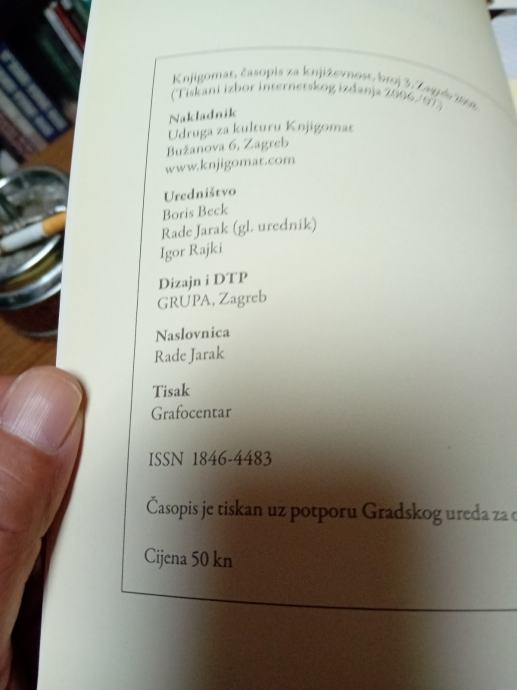 Knjigomat, časopis za književnost, broj 3, Zagreb 2008.
(Tiskani izbor internetskog izdanja 2006./07.)
Nakladnik
Udruga za kulturu Knjigomat
Bužanova 6, Zagreb
www.knjigomat.com
Uredništvo
Boris Beck
Rade Jarak (gl. urednik)
Igor Rajki
Dizajn i DTP
GRUPA, Zagreb
Naslovnica
Rade Jarak
Tisak
Grafocentar
ISSN 1846-4483
Časopis je tiskan uz potporu Gradskog ureda za
Cijena 50 kn